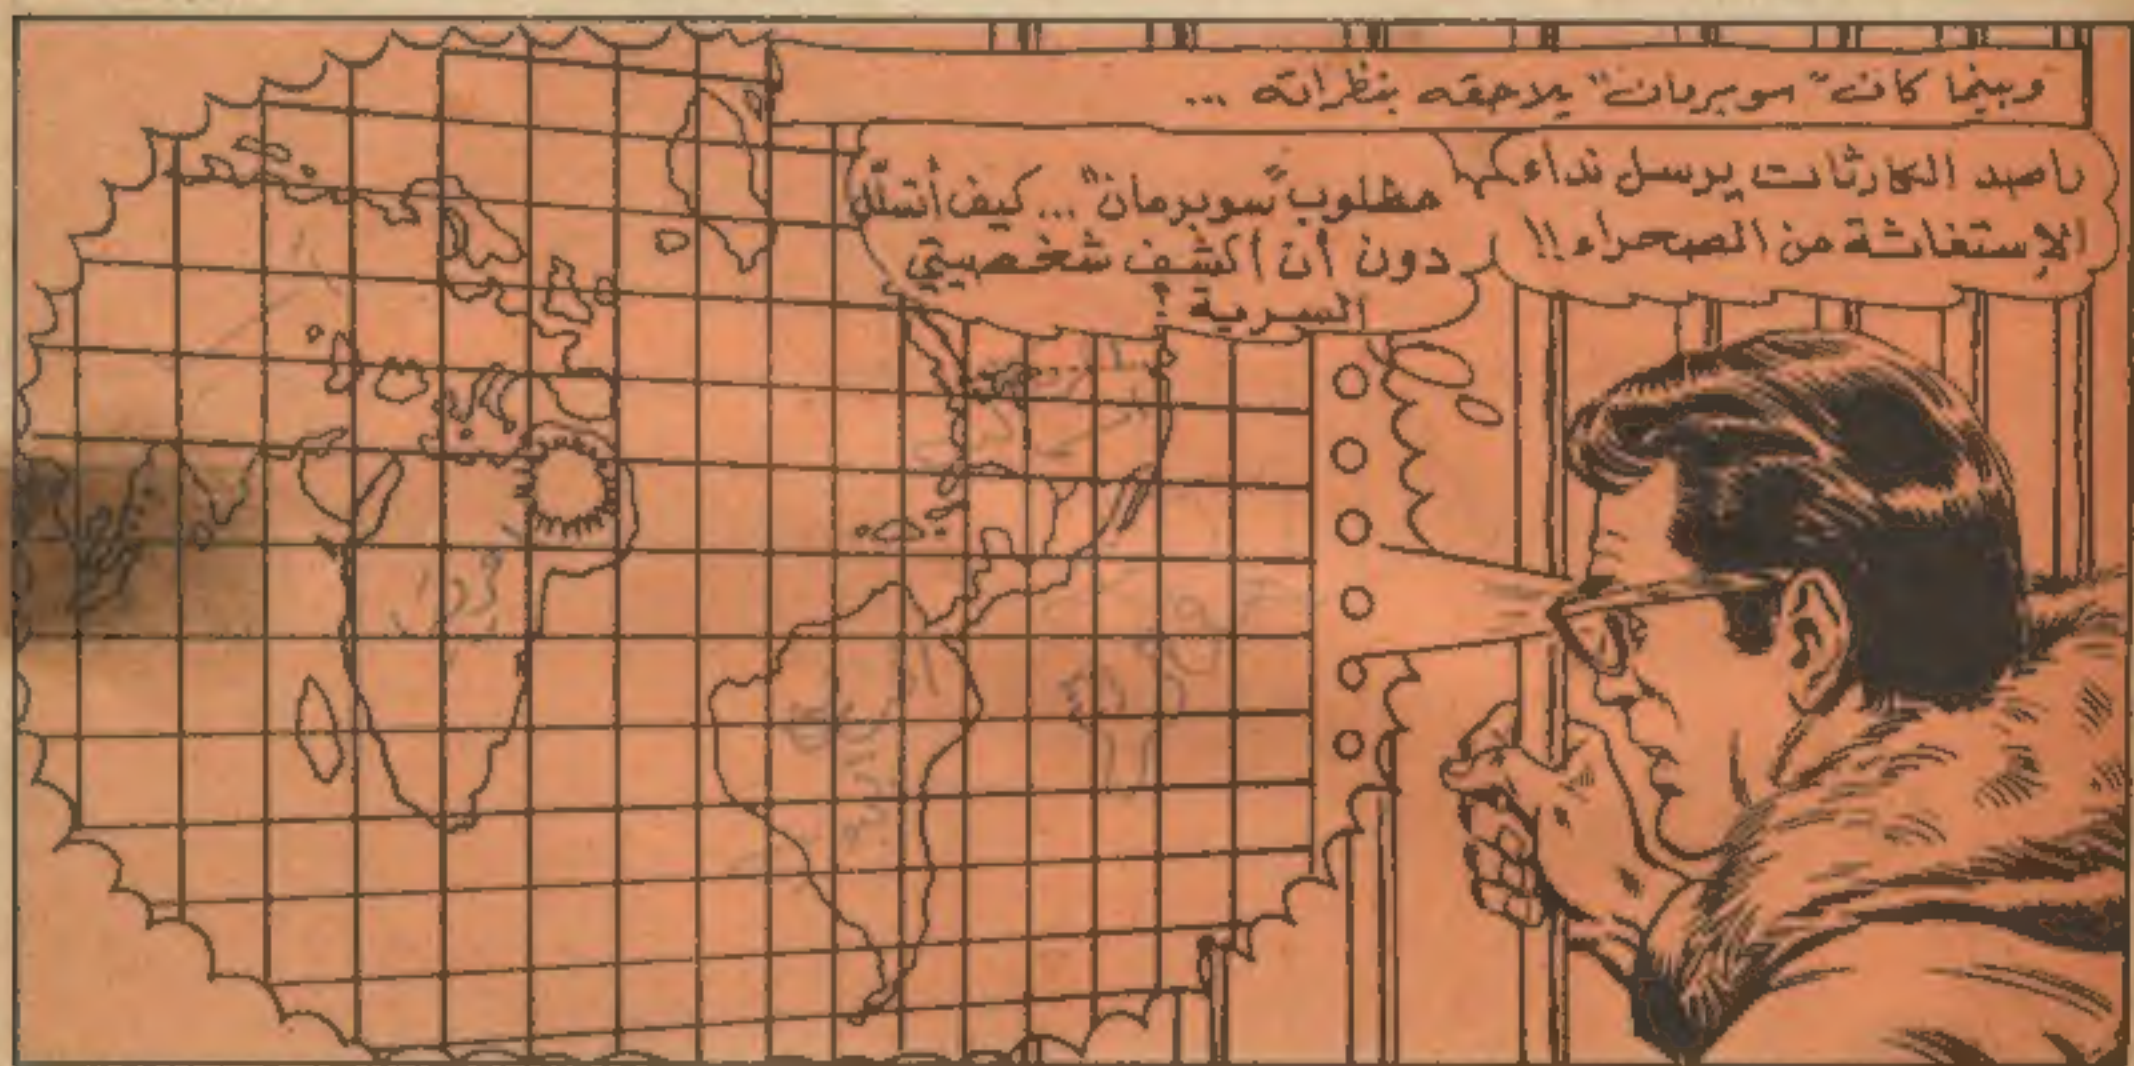 وبينما كان "سوبرمان" يلاحقه بنظراته ...
راصد الكارثات يرسل نداء
الإستغاثة من الصحراء!!
مطلوب "سوبرمان" ... كيف أتسلّل
دون أن أكشف شخصيتي
السرية؟